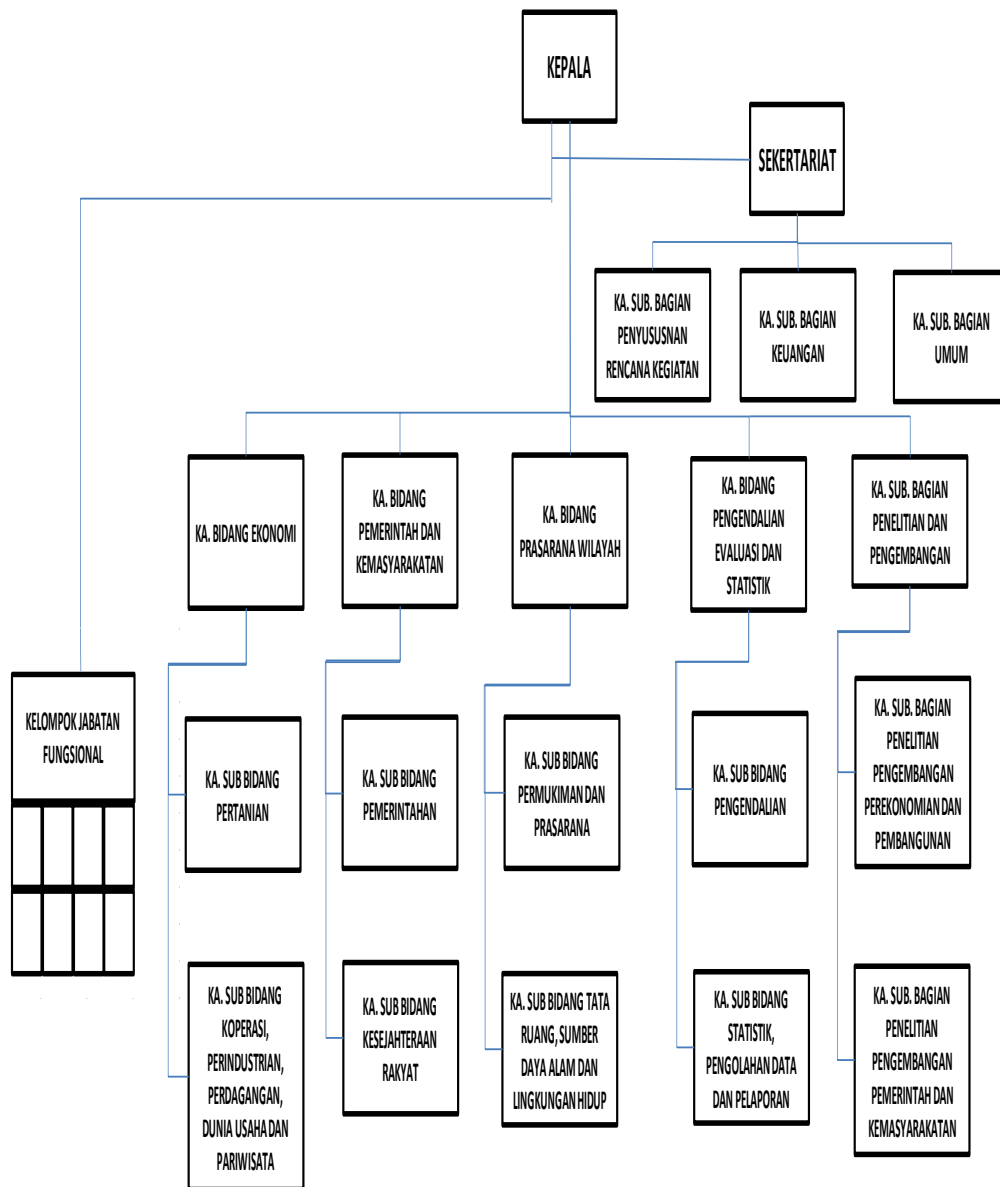 KEPALA
SEKERTARIAT
KA. SUB. BAGIAN
PENYUSUSNAN
RENCANA KEGIATAN
KA. SUB. BAGIAN
KEUANGAN
KA. SUB. BAGIAN
UMUM
KA. BIDANG EKONOMI
KA. BIDANG
PEMERINTAH DAN
KEMASYARAKATAN
KA. BIDANG
PRASARANA WILAYAH
KA. BIDANG
PENGENDALIAN
EVALUASI DAN
STATISTIK
KA. SUB. BAGIAN
PENELITIAN DAN
PENGEMBANGAN
KELOMPOK JABATAN
FUNGSIONAL
KA. SUB BIDANG
PERTANIAN
KA. SUB BIDANG
PEMERINTAHAN
KA. SUB BIDANG
PERMUKIMAN DAN
PRASARANA
KA. SUB BIDANG
PENGENDALIAN
KA. SUB. BAGIAN
PENELITIAN
PENGEMBANGAN
PEREKONOMIAN DAN
PEMBANGUNAN
KA. SUB BIDANG
KOPERASI,
PERINDUSTRIAN,
PERDAGANGAN,
DUNIA USAHA DAN
PARIWISATA
KA. SUB BIDANG
KESEJAHTERAAN
RAKYAT
KA. SUB BIDANG TATA
RUANG, SUMBER
DAYA ALAM DAN
LINGKUNGAN HIDUP
KA. SUB BIDANG
STATISTIK,
PENGOLAHAN DATA
DAN PELAPORAN
KA. SUB. BAGIAN
PENELITIAN
PENGEMBANGAN
PEMERINTAH DAN
KEMASYARAKATAN